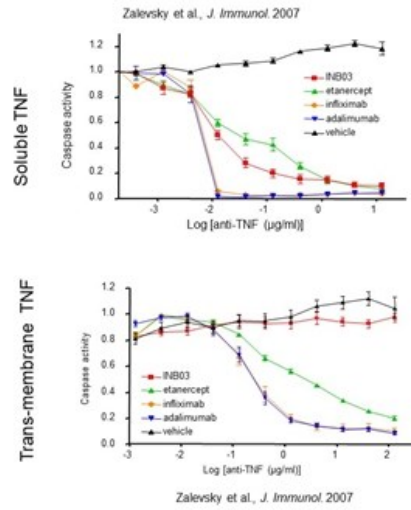 Zalevsky et al., J. Immunol. 2007
Soluble TNF
Caspase activity
1.2
1.0
0.8
0.6
0.4
0.2
0.0
INB03
etanercept
infliximab
adalimumab
vehicle
-3 -2 -1 0 1
Log [anti-TNF (µg/ml)]
Trans-membrane TNF
Caspase activity
1.2
1.0
0.8
0.6
0.4
0.2
0.0
INB03
etanercept
infliximab
adalimumab
vehicle
-3 -2 -1 0 1 2
Log [anti-TNF (µg/ml)]
Zalevsky et al., J. Immunol. 2007